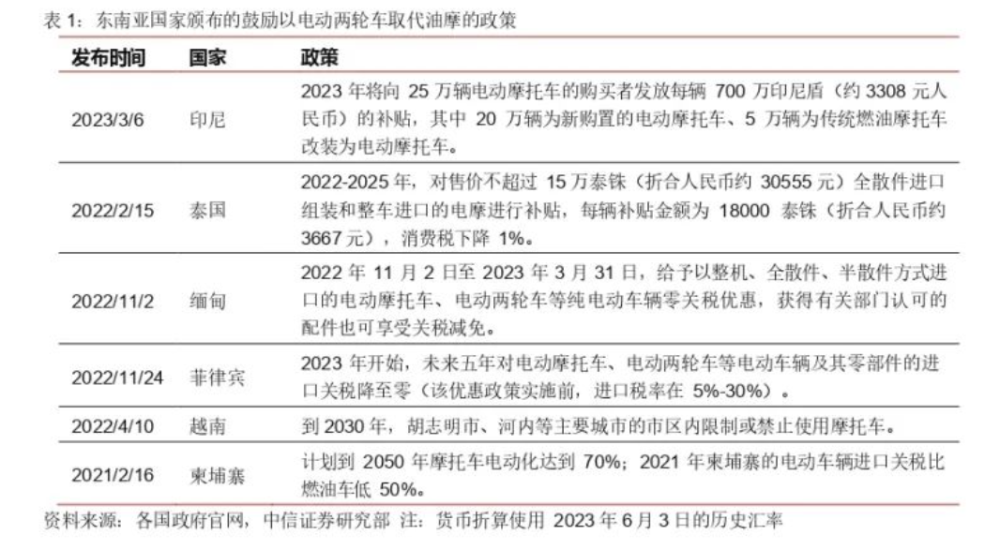 表 1：东南亚国家颁布的鼓励以电动两轮车取代油摩的政策
发布时间 国家 政策
2023/3/6 印尼 2023 年将向 25 万辆电动摩托车的购买者发放每辆 700 万印尼盾（约 3308 元人
民币）的补贴，其中 20 万辆为新购置的电动摩托车、5 万辆为传统燃油摩托车
改装为电动摩托车。
2022/2/15 泰国 2022-2025 年，对售价不超过 15 万泰铢（折合人民币约 30555 元）全散件进口
组装和整车进口的电摩进行补贴，每辆补贴金额为 18000 泰铢（折合人民币约
3667 元），消费税下降 1%。
2022/11/2 缅甸 2022 年 11 月 2 日至 2023 年 3 月 31 日，给予以整机、全散件、半散件方式进
口的电动摩托车、电动两轮车等纯电动车辆零关税优惠，获得有关部门认可的
配件也可享受关税减免。
2022/11/24 菲律宾 2023 年开始，未来五年对电动摩托车、电动两轮车等电动车辆及其零部件的进
口关税降至零（该优惠政策实施前，进口税率在 5%-30%）。
2022/4/10 越南 到 2030 年，胡志明市、河内等主要城市的市区内限制或禁止使用摩托车。
2021/2/16 柬埔寨 计划到 2050 年摩托车电动化达到 70%；2021 年柬埔寨的电动车辆进口关税比
燃油车低 50%。
资料来源：各国政府官网，中信证券研究部 注：货币折算使用 2023 年 6 月 3 日的历史汇率